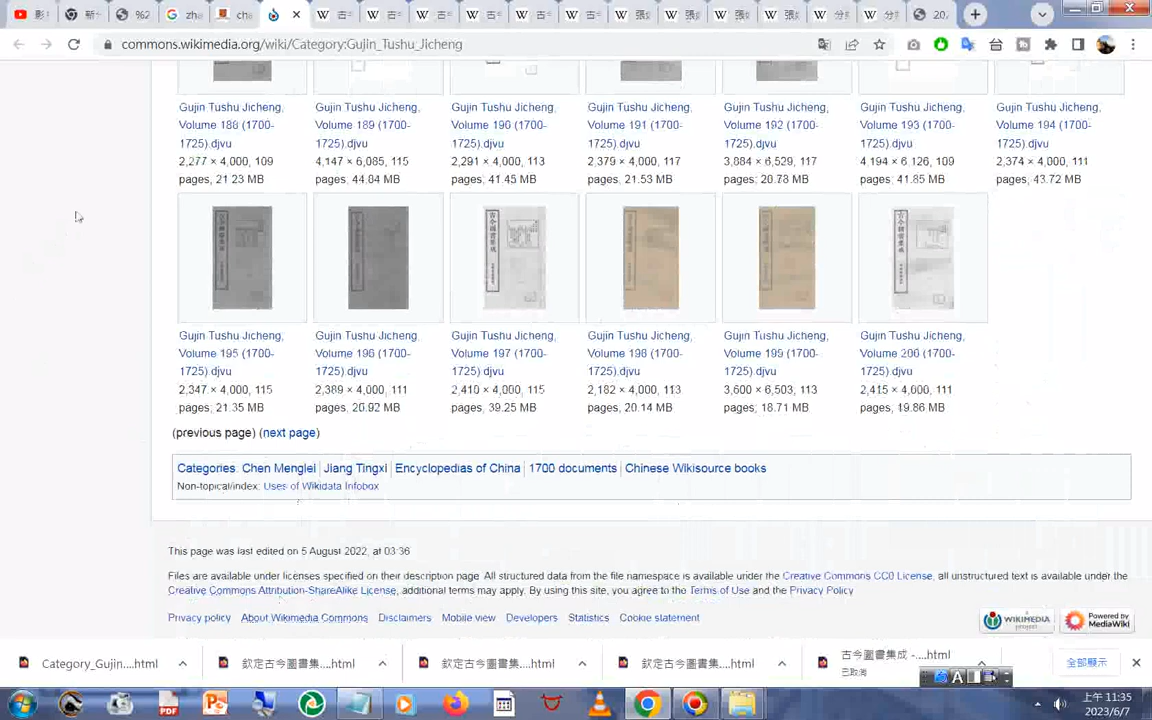 commons.wikimedia.org/wiki/Category:Gujin_Tushu_Jicheng
Gujin Tushu Jicheng, Volume 188 (1700-1725).djvu
2,277 × 4,000, 109 pages; 21.23 MB
Gujin Tushu Jicheng, Volume 189 (1700-1725).djvu
4,147 × 6,085, 115 pages; 44.84 MB
Gujin Tushu Jicheng, Volume 190 (1700-1725).djvu
2,291 × 4,000, 113 pages; 41.45 MB
Gujin Tushu Jicheng, Volume 191 (1700-1725).djvu
2,379 × 4,000, 117 pages; 21.53 MB
Gujin Tushu Jicheng, Volume 192 (1700-1725).djvu
3,884 × 6,529, 117 pages; 20.78 MB
Gujin Tushu Jicheng, Volume 193 (1700-1725).djvu
4,194 × 6,126, 109 pages; 41.85 MB
Gujin Tushu Jicheng, Volume 194 (1700-1725).djvu
2,374 × 4,000, 111 pages; 43.72 MB
Gujin Tushu Jicheng, Volume 195 (1700-1725).djvu
2,347 × 4,000, 115 pages; 21.35 MB
Gujin Tushu Jicheng, Volume 196 (1700-1725).djvu
2,389 × 4,000, 111 pages; 20.92 MB
Gujin Tushu Jicheng, Volume 197 (1700-1725).djvu
2,410 × 4,000, 115 pages; 39.25 MB
Gujin Tushu Jicheng, Volume 198 (1700-1725).djvu
2,182 × 4,000, 113 pages; 20.14 MB
Gujin Tushu Jicheng, Volume 199 (1700-1725).djvu
3,600 × 6,503, 113 pages; 18.71 MB
Gujin Tushu Jicheng, Volume 200 (1700-1725).djvu
2,415 × 4,000, 111 pages; 19.86 MB
(previous page) (next page)
Categories: Chen Menglei | Jiang Tingxi | Encyclopedias of China | 1700 documents | Chinese Wikisource books
Non-topical/index: Uses of Wikidata Infobox
This page was last edited on 5 August 2022, at 03:36.
Files are available under licenses specified on their description page. All structured data from the file namespace is available under the Creative Commons CC0 License; all unstructured text is available under the
Creative Commons Attribution-ShareAlike License; additional terms may apply. By using this site, you agree to the Terms of Use and the Privacy Policy.
Privacy policy About Wikimedia Commons Disclaimers Mobile view Developers Statistics Cookie statement
WIKIMEDIA project
Powered by MediaWiki
Category_Gujin....html
欽定古今圖書集....html
欽定古今圖書集....html
欽定古今圖書集....html
古今圖書集成 -....html
已取消
全部顯示
上午 11:35
2023/6/7